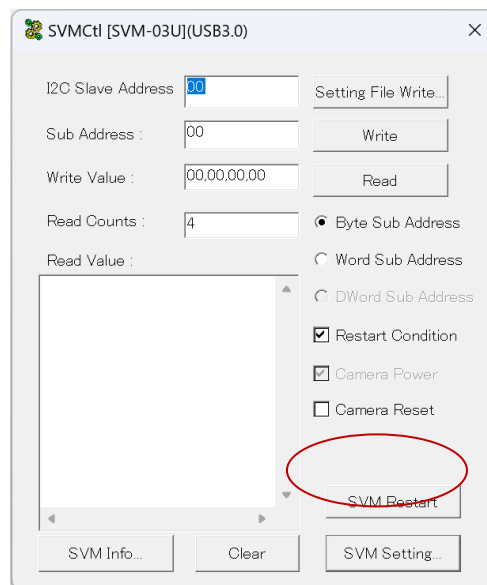 SVMCtl [SVM-03U](USB3.0)
I2C Slave Address 00 Setting File Write...
Sub Address : 00 Write
Write Value : 00,00,00,00 Read
Read Counts : 4 Byte Sub Address
Read Value : Word Sub Address
DWord Sub Address
Restart Condition
Camera Power
Camera Reset
SVM Restart
SVM Info... Clear SVM Setting...